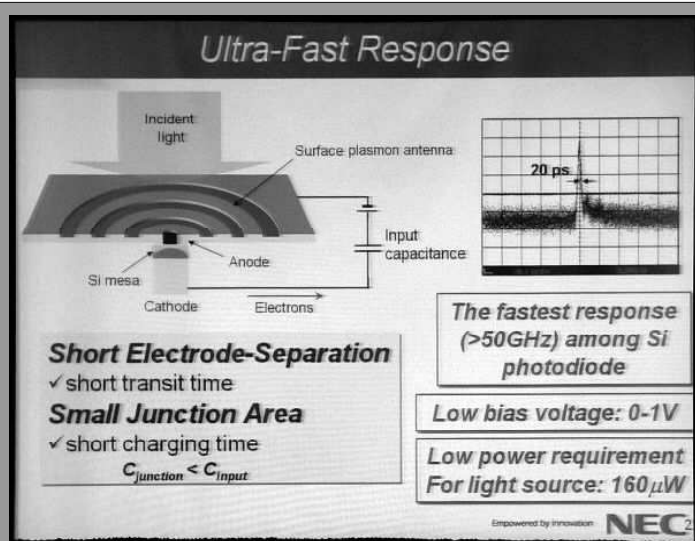 Ultra-Fast Response
Incident
light
Surface plasmon antenna
20 ps
Input
capacitance
Anode
Si mesa
Cathode
Electrons
Short Electrode-Separation
✓short transit time
Small Junction Area
✓short charging time
Cjunction < Cinput
The fastest response
(>50GHz) among Si
photodiode
Low bias voltage: 0-1V
Low power requirement
For light source: 160μW
Empowered by Innovation NEC
2